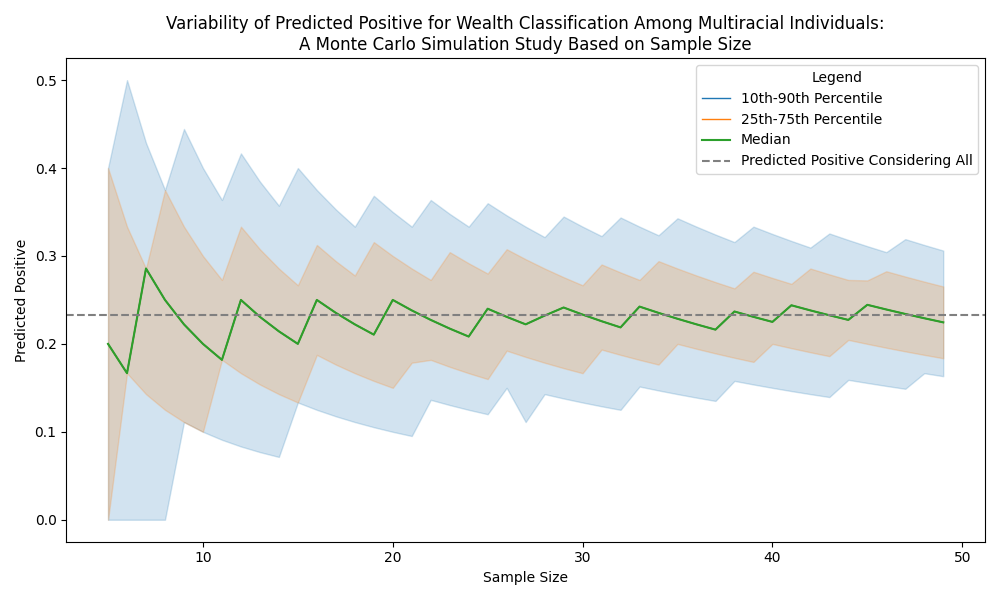 Variability of Predicted Positive for Wealth Classification Among Multiracial Individuals:
A Monte Carlo Simulation Study Based on Sample Size
Legend
10th-90th Percentile
25th-75th Percentile
Median
Predicted Positive Considering All
Predicted Positive
0.5
0.4
0.3
0.2
0.1
0.0
10
20
30
40
50
Sample Size